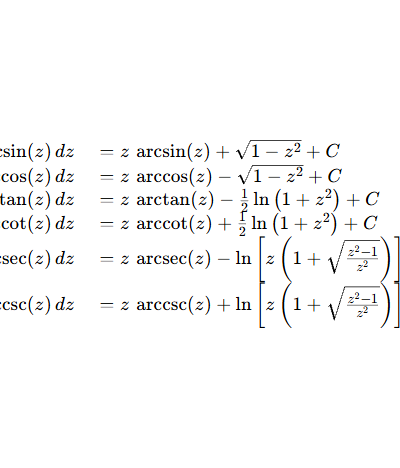 csin(z) dz = z arcsin(z) + √(1 − z²) + C
cos(z) dz = z arccos(z) − √(1 − z²) + C
tan(z) dz = z arctan(z) − 1/2 ln (1 + z²) + C
cot(z) dz = z arccot(z) + 1/2 ln (1 + z²) + C
csec(z) dz = z arcsec(z) − ln [z (1 + √((z²−1)/z²))]
ccsc(z) dz = z arccsc(z) + ln [z (1 + √((z²−1)/z²))]